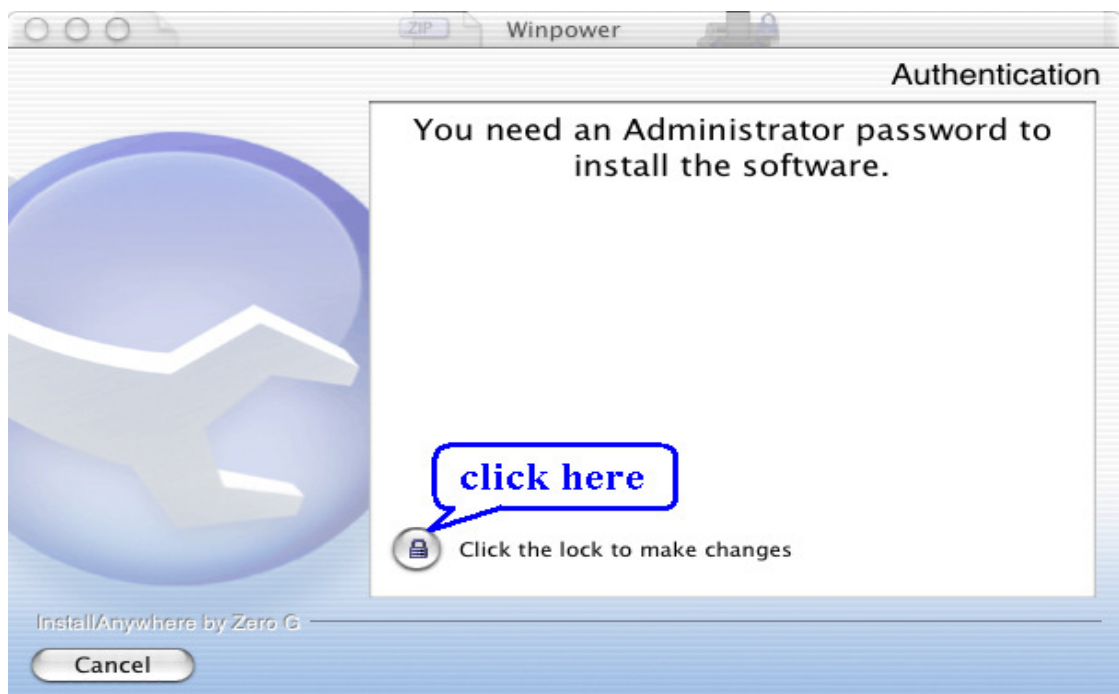 ZIP
Winpower
Authentication
You need an Administrator password to
install the software.
click here
Click the lock to make changes
InstallAnywhere by Zero G
Cancel